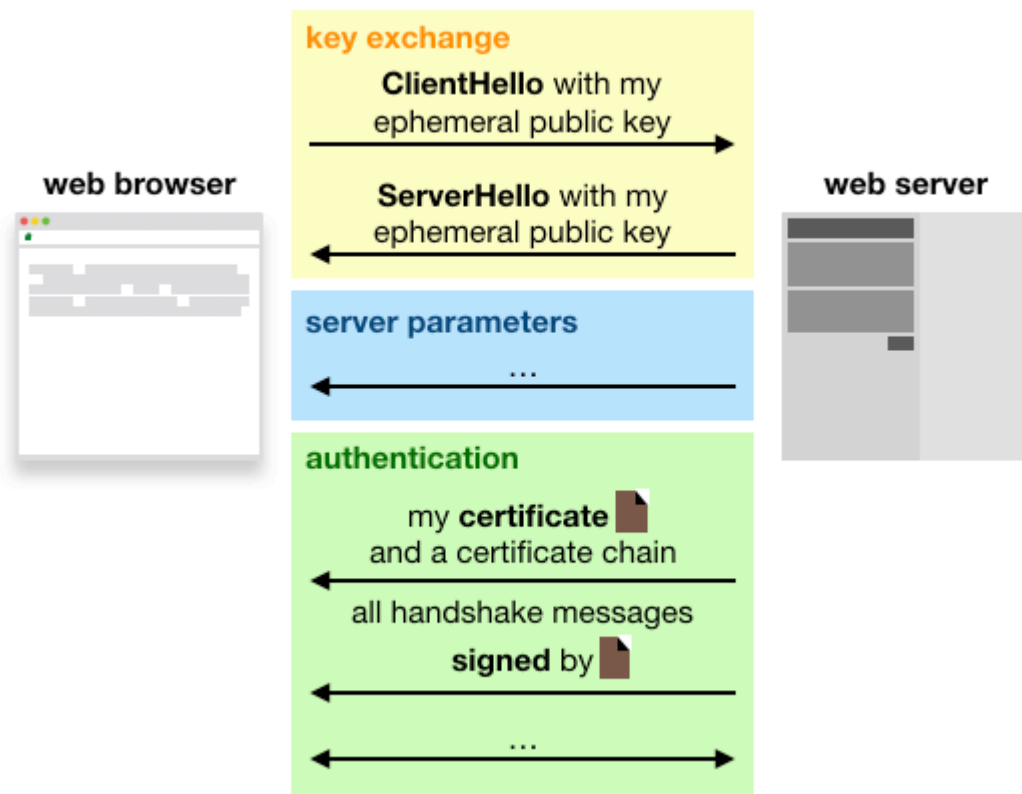 key exchange
ClientHello with my
ephemeral public key
web browser
web server
ServerHello with my
ephemeral public key
server parameters
...
authentication
my certificate
and a certificate chain
all handshake messages
signed by
...